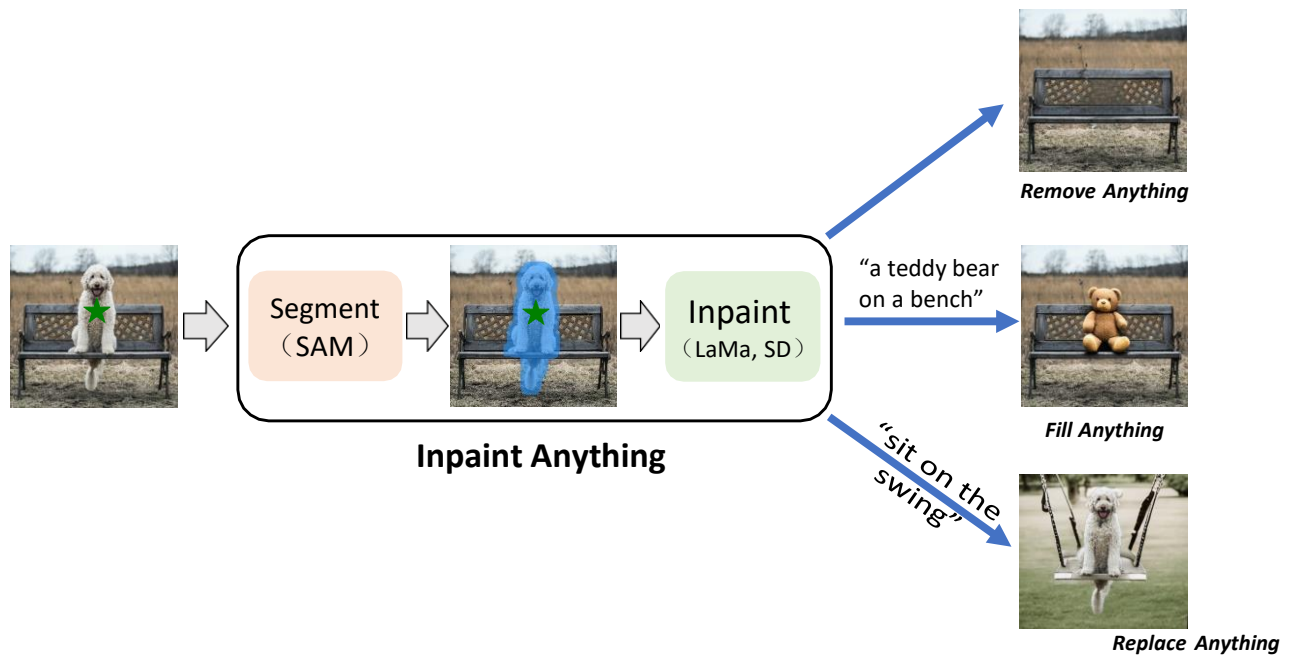 Remove Anything
Segment
（SAM）
Inpaint
（LaMa, SD）
“a teddy bear
on a bench”
Fill Anything
Inpaint Anything
“sit on the
swing”
Replace Anything